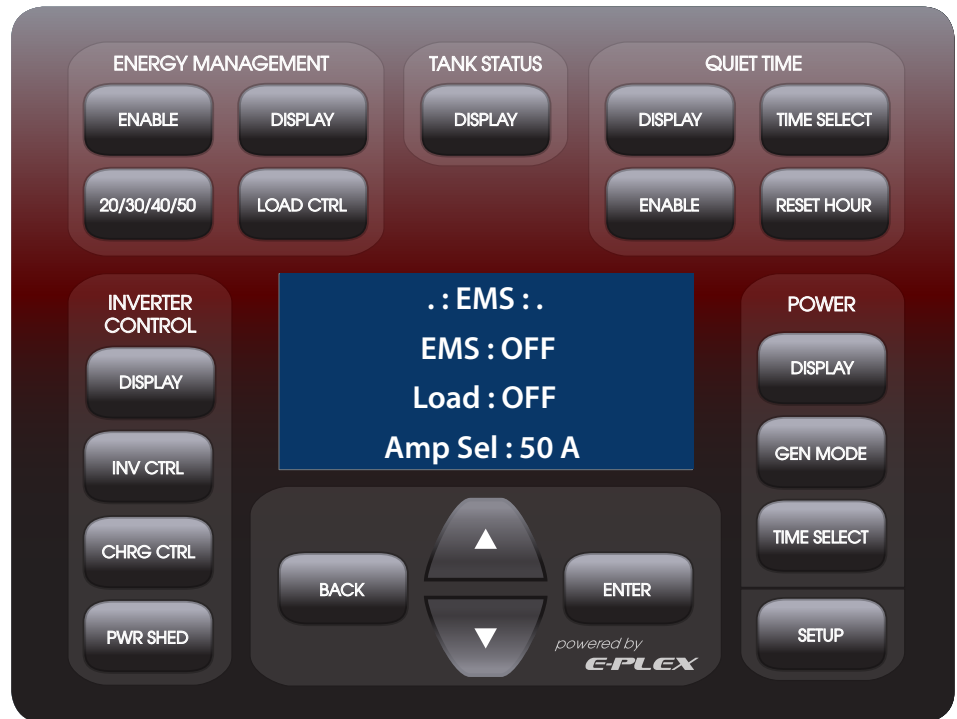 ENERGY MANAGEMENT
ENABLE
DISPLAY
20/30/40/50
LOAD CTRL
TANK STATUS
DISPLAY
QUIET TIME
DISPLAY
TIME SELECT
ENABLE
RESET HOUR
INVERTER
CONTROL
DISPLAY
INV CTRL
CHRG CTRL
PWR SHED
. : EMS : .
EMS : OFF
Load : OFF
Amp Sel : 50 A
BACK
ENTER
powered by
E-PLEX
POWER
DISPLAY
GEN MODE
TIME SELECT
SETUP